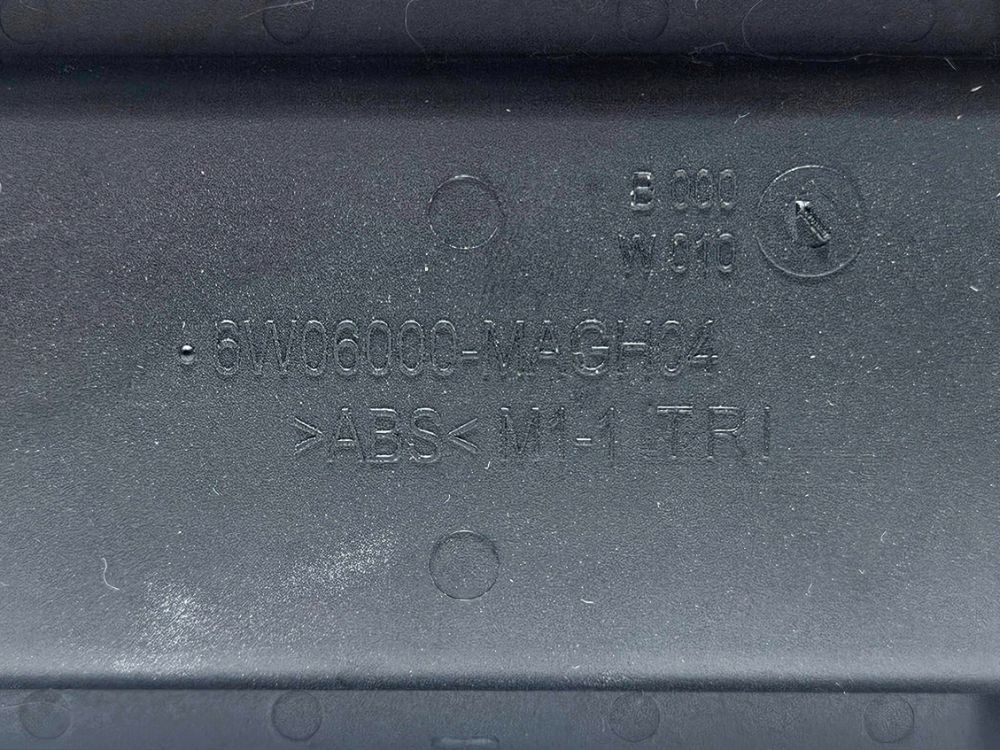 B 000
W 010
6W06000-MAGH04
>ABS< M1-1 TRI